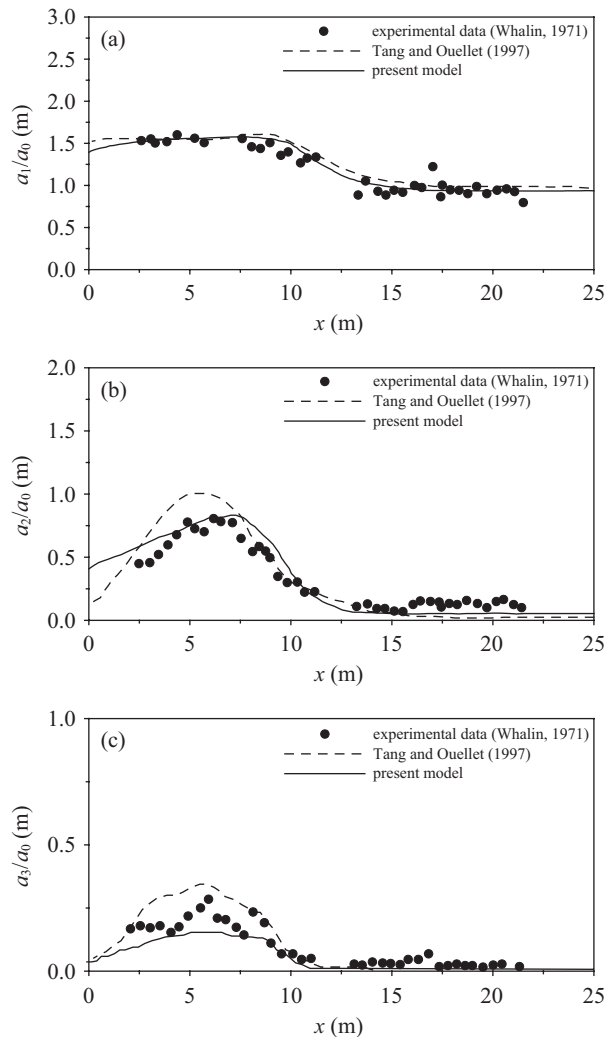 (a)
experimental data (Whalin, 1971)
Tang and Ouellet (1997)
present model
a₁/a₀ (m)
3.0
2.5
2.0
1.5
1.0
0.5
0.0
0 5 10 15 20 25
x (m)
(b)
experimental data (Whalin, 1971)
Tang and Ouellet (1997)
present model
a₂/a₀ (m)
2.0
1.5
1.0
0.5
0.0
0 5 10 15 20 25
x (m)
(c)
experimental data (Whalin, 1971)
Tang and Ouellet (1997)
present model
a₃/a₀ (m)
1.0
0.5
0.0
0 5 10 15 20 25
x (m)